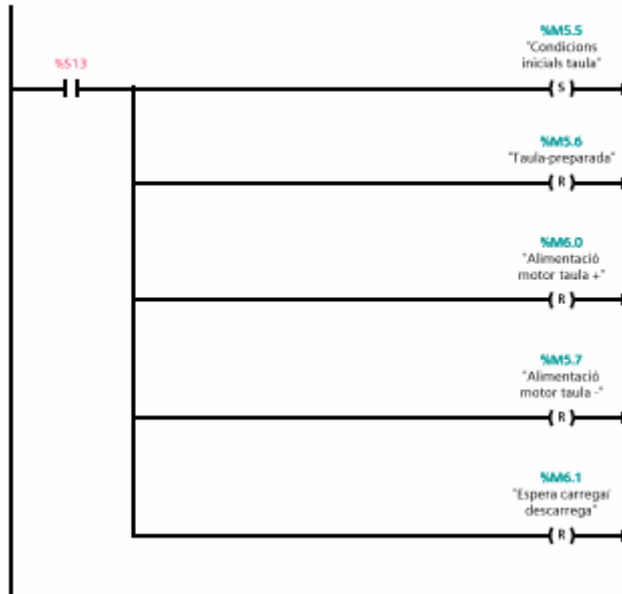 %S13
%M5.5
"Condicions
inicials taula"
( S )
%M5.6
"Taula-preparada"
( R )
%M6.0
"Alimentació
motor taula +"
( R )
%M5.7
"Alimentació
motor taula -"
( R )
%M6.1
"Espera carrega/
descarrega"
( R )